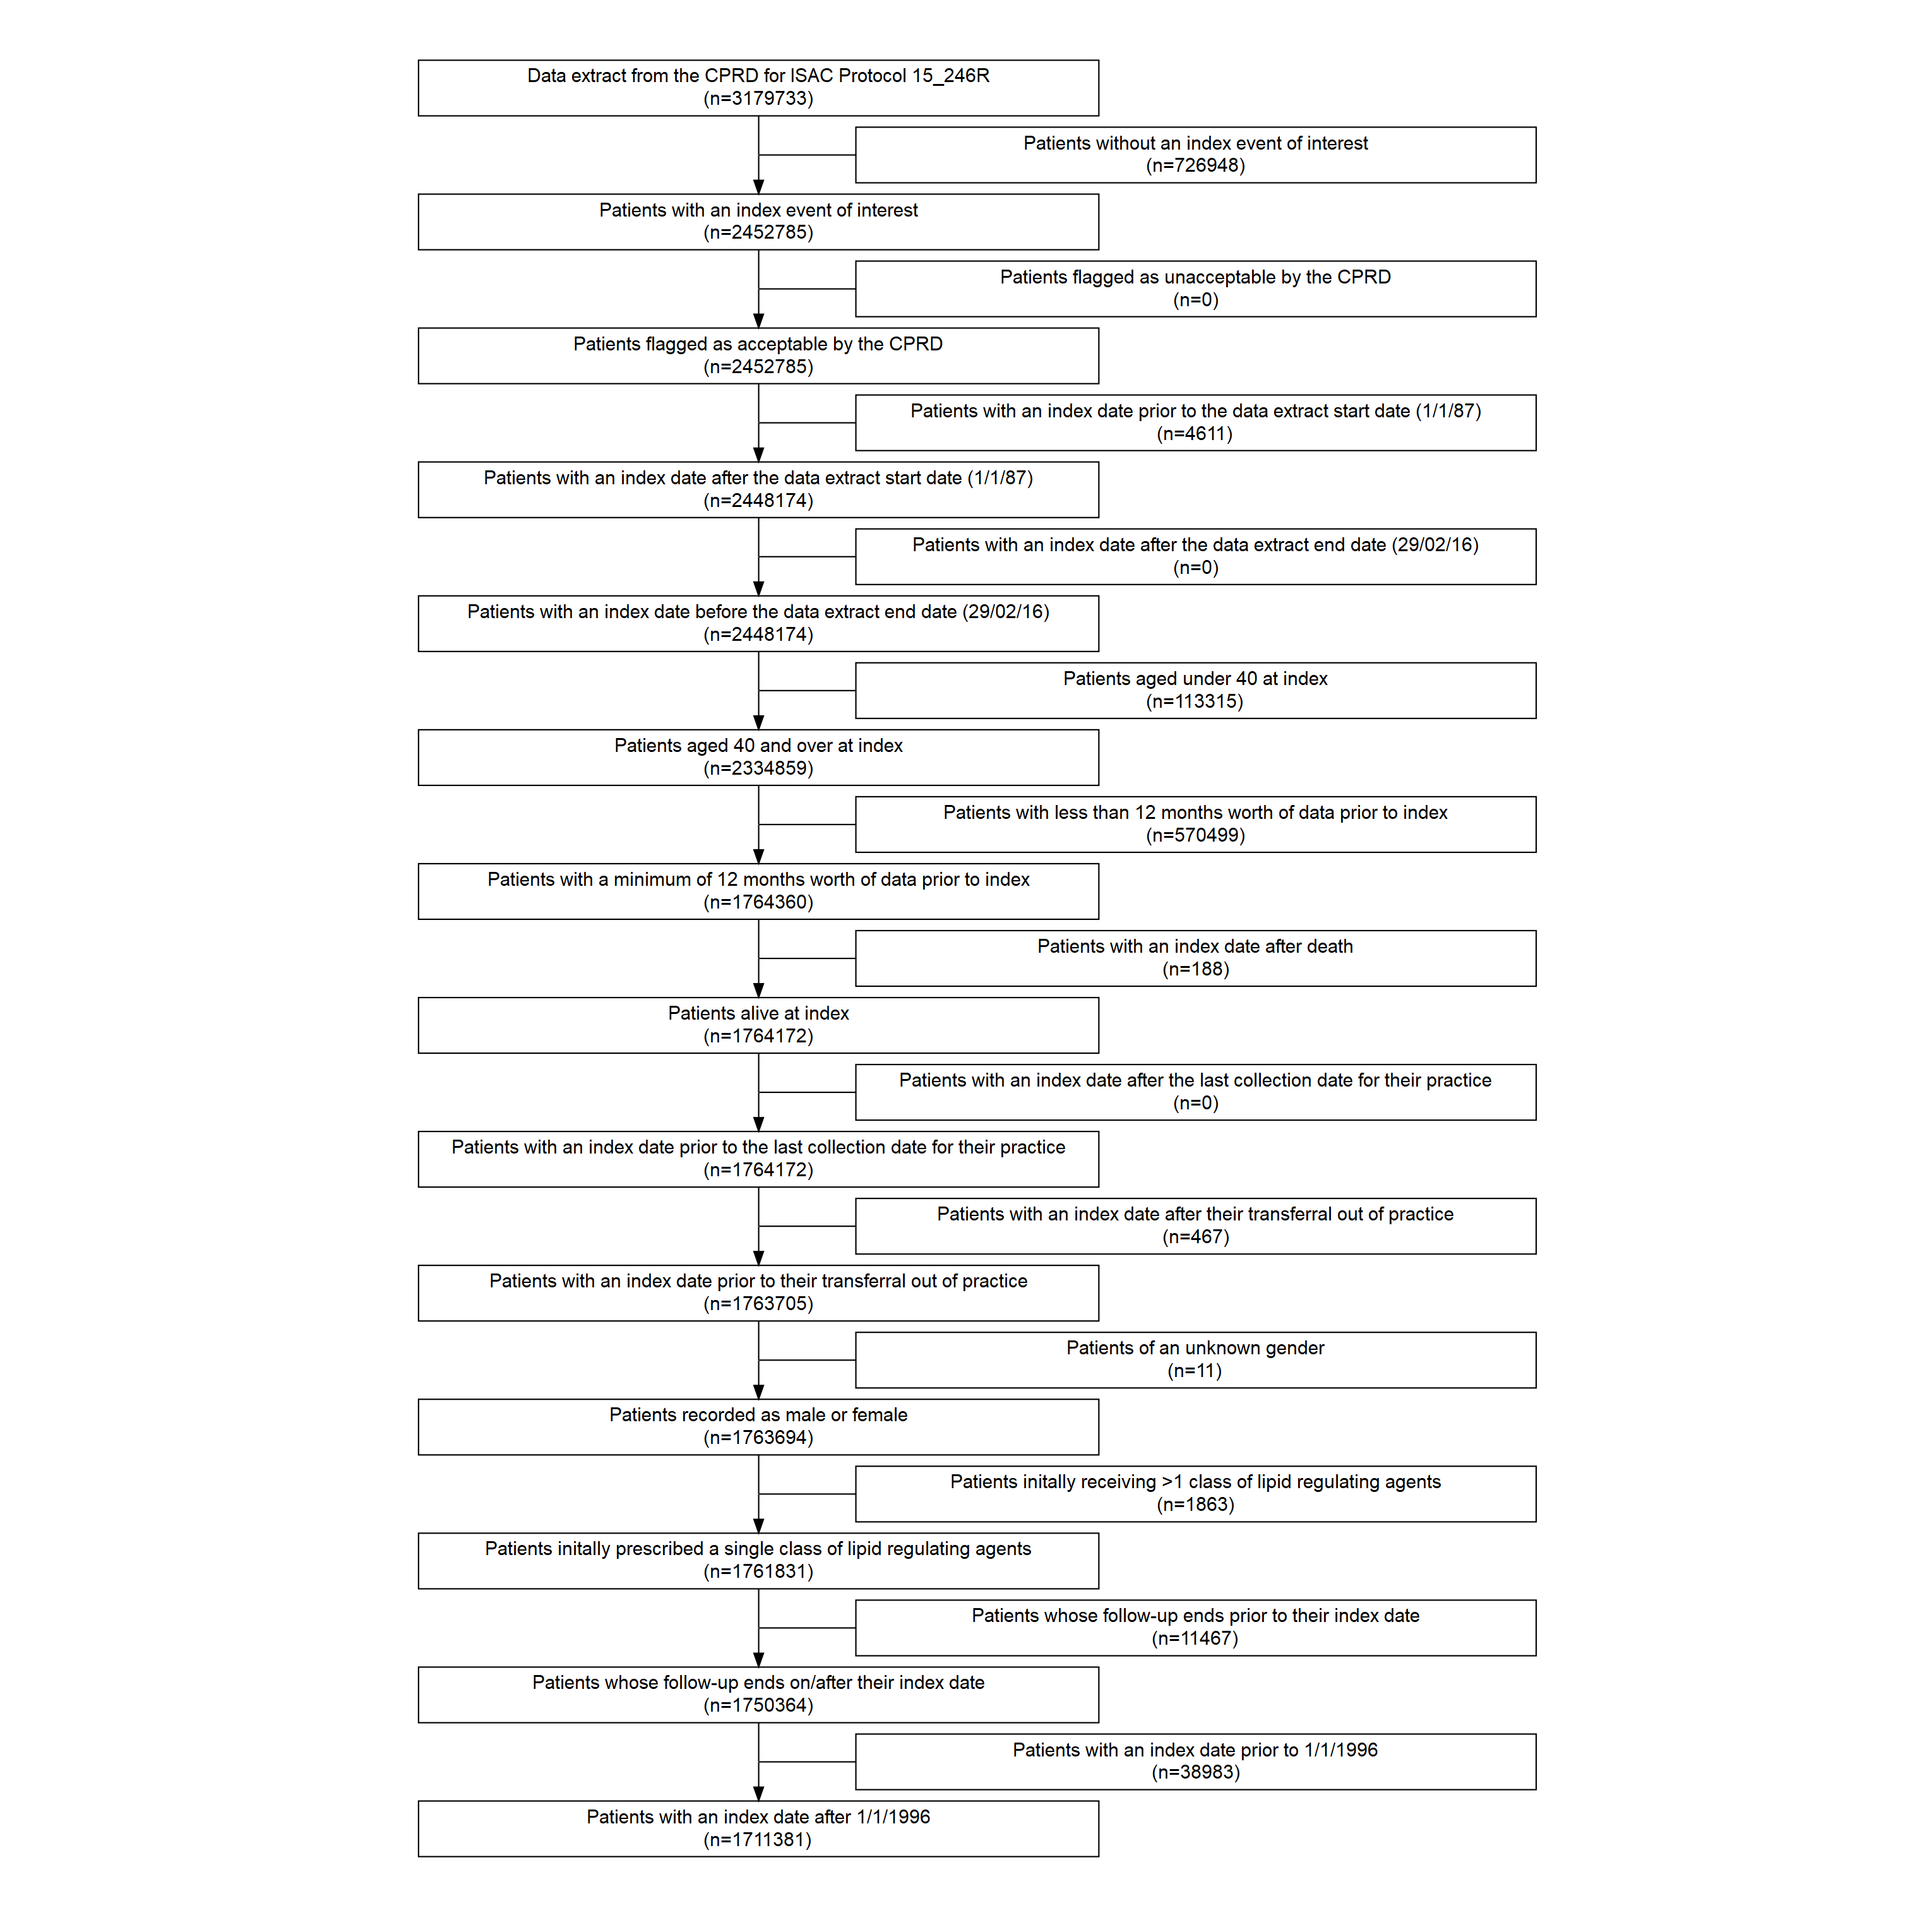 Data extract from the CPRD for ISAC Protocol 15_246R
(n=3179733)
Patients without an index event of interest
(n=726948)
Patients with an index event of interest
(n=2452785)
Patients flagged as unacceptable by the CPRD
(n=0)
Patients flagged as acceptable by the CPRD
(n=2452785)
Patients with an index date prior to the data extract start date (1/1/87)
(n=4611)
Patients with an index date after the data extract start date (1/1/87)
(n=2448174)
Patients with an index date after the data extract end date (29/02/16)
(n=0)
Patients with an index date before the data extract end date (29/02/16)
(n=2448174)
Patients aged under 40 at index
(n=113315)
Patients aged 40 and over at index
(n=2334859)
Patients with less than 12 months worth of data prior to index
(n=570499)
Patients with a minimum of 12 months worth of data prior to index
(n=1764360)
Patients with an index date after death
(n=188)
Patients alive at index
(n=1764172)
Patients with an index date after the last collection date for their practice
(n=0)
Patients with an index date prior to the last collection date for their practice
(n=1764172)
Patients with an index date after their transferral out of practice
(n=467)
Patients with an index date prior to their transferral out of practice
(n=1763705)
Patients of an unknown gender
(n=11)
Patients recorded as male or female
(n=1763694)
Patients initally receiving >1 class of lipid regulating agents
(n=1863)
Patients initally prescribed a single class of lipid regulating agents
(n=1761831)
Patients whose follow-up ends prior to their index date
(n=11467)
Patients whose follow-up ends on/after their index date
(n=1750364)
Patients with an index date prior to 1/1/1996
(n=38983)
Patients with an index date after 1/1/1996
(n=1711381)